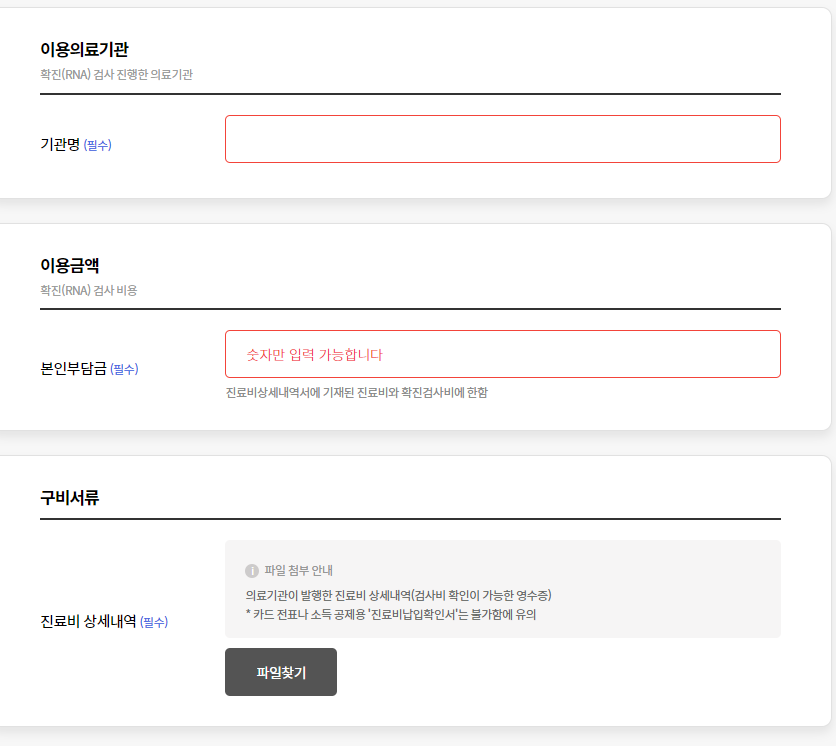 이용의료기관
확진(RNA) 검사 진행한 의료기관
기관명 (필수)
이용금액
확진(RNA) 검사 비용
본인부담금 (필수)
숫자만 입력 가능합니다
진료비상세내역서에 기재된 진료비와 확진검사비에 한함
구비서류
진료비 상세내역 (필수)
파일 첨부 안내
의료기관이 발행한 진료비 상세내역(검사비 확인이 가능한 영수증)
* 카드 전표나 소득 공제용 '진료비납입확인서'는 불가함에 유의
파일찾기